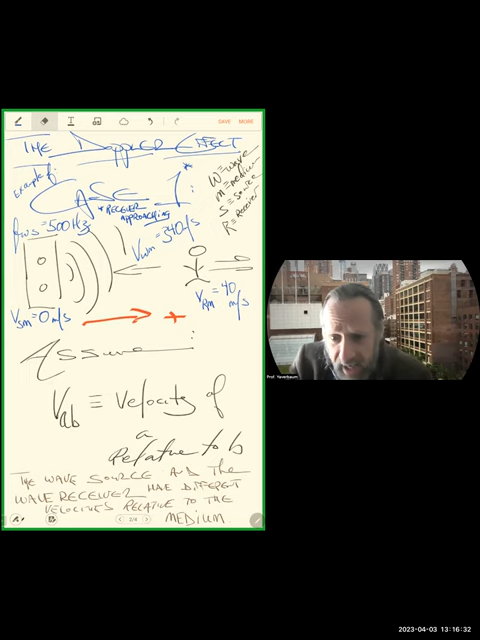 SAVE MORE
THE DOPPLER EFFECT
Example of:
CASE 1*:
* RECEIVER
APPROACHING
W ≡ wave
M ≡ medium
S ≡ source
R ≡ Receiver
fws = 500 Hz
Vwm = 340 m/s
Vsm = 0 m/s
VRM = 40 m/s
+
Assume:
Vab ≡ Velocity of
a
Relative to b
THE WAVE SOURCE AND THE
WAVE RECEIVER HAVE DIFFERENT
VELOCITIES RELATIVE TO THE
MEDIUM.
2/6
Prof. Yaverbaum
2023-04-03 13:16:32